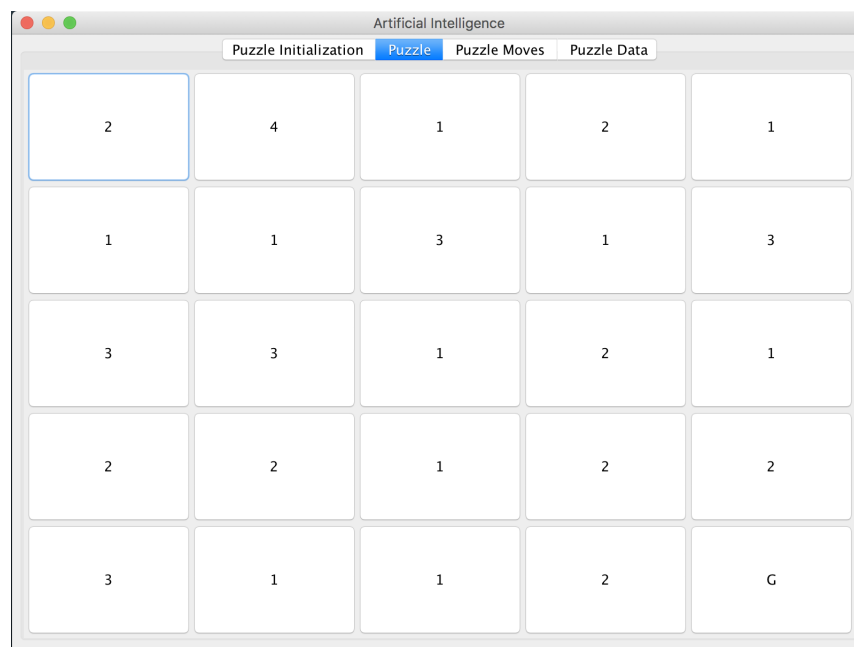 Artificial Intelligence
Puzzle Initialization Puzzle Puzzle Moves Puzzle Data
2 4 1 2 1
1 1 3 1 3
3 3 1 2 1
2 2 1 2 2
3 1 1 2 G